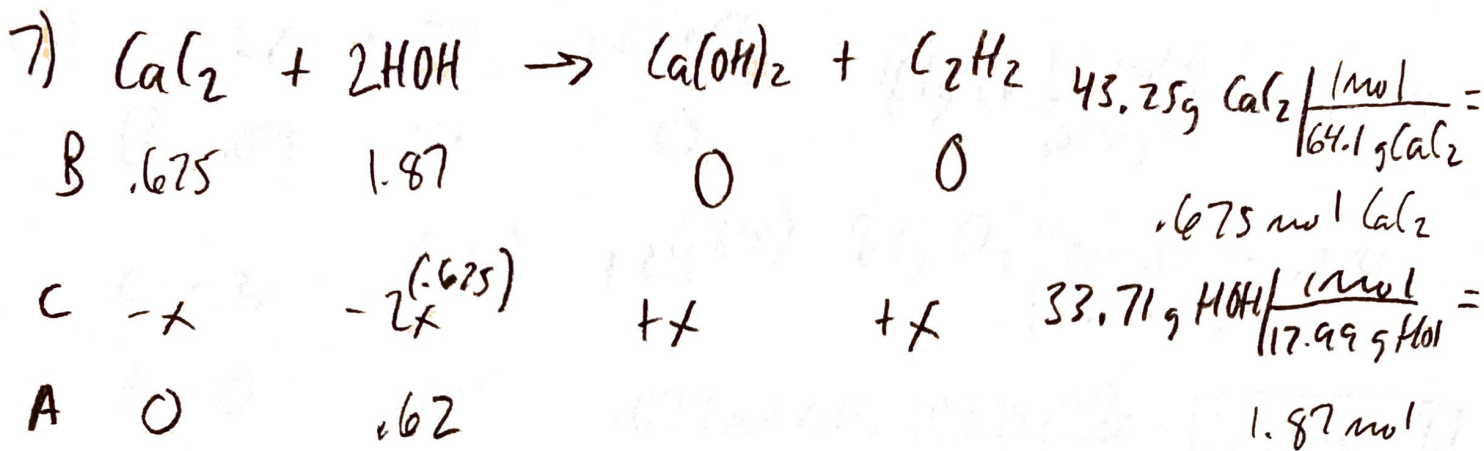 7) CaC2 + 2HOH → Ca(OH)2 + C2H2
B .675 1.87 0 0
C -x -2x(.675) +x +x
A 0 .62
43.25g CaC2 | 1mol / 64.1 gCaC2 =
.675 mol CaC2
33.71g HOH | 1mol / 17.99 g HOH =
1.87 mol